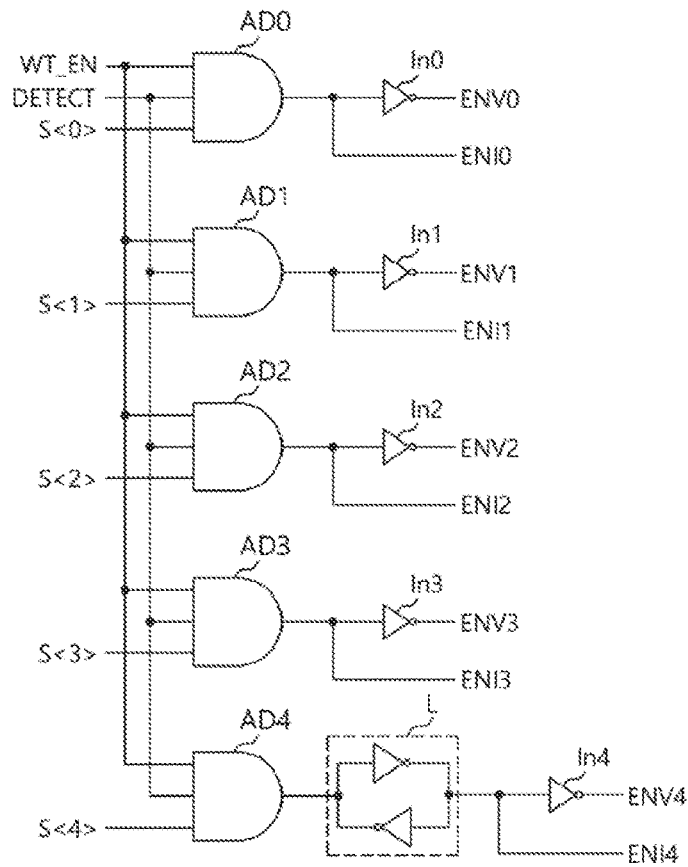 AD0
In0
WT_EN
DETECT
S<0>
ENV0
ENI0
AD1
In1
ENV1
S<1>
ENI1
AD2
In2
ENV2
S<2>
ENI2
AD3
In3
ENV3
S<3>
ENI3
AD4
L
In4
ENV4
S<4>
ENI4